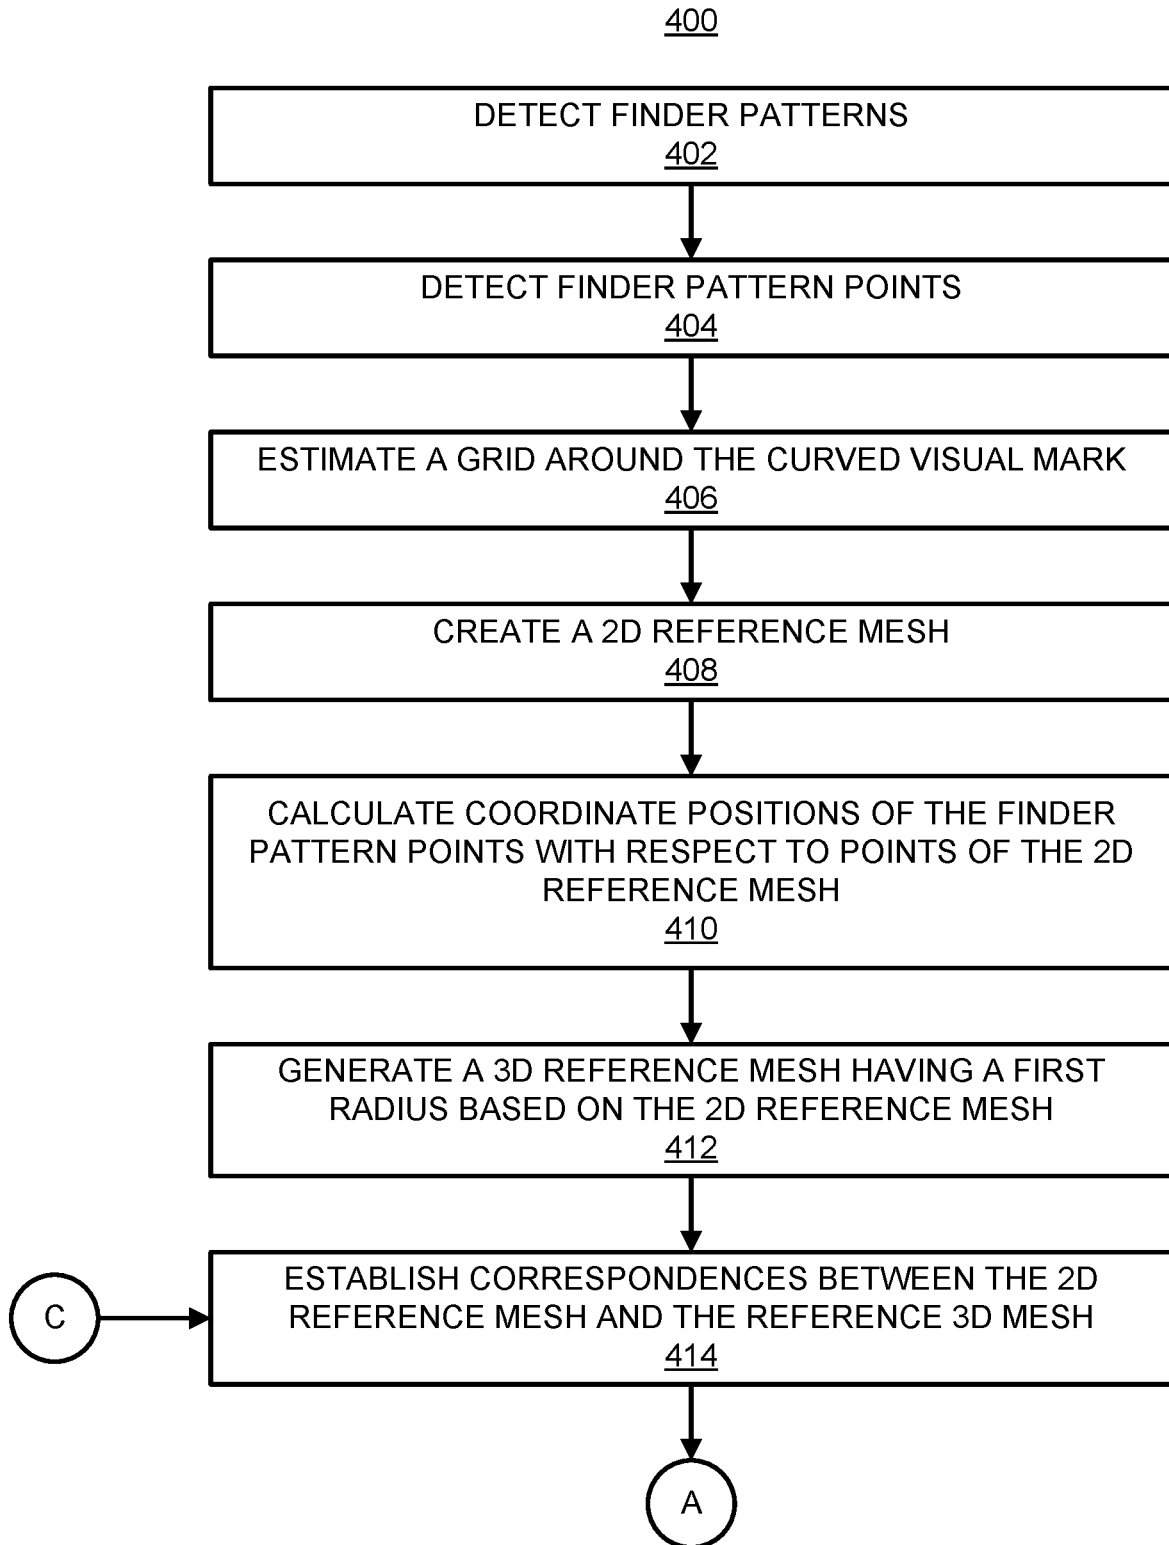 400
DETECT FINDER PATTERNS
402
DETECT FINDER PATTERN POINTS
404
ESTIMATE A GRID AROUND THE CURVED VISUAL MARK
406
CREATE A 2D REFERENCE MESH
408
CALCULATE COORDINATE POSITIONS OF THE FINDER
PATTERN POINTS WITH RESPECT TO POINTS OF THE 2D
REFERENCE MESH
410
GENERATE A 3D REFERENCE MESH HAVING A FIRST
RADIUS BASED ON THE 2D REFERENCE MESH
412
C
ESTABLISH CORRESPONDENCES BETWEEN THE 2D
REFERENCE MESH AND THE REFERENCE 3D MESH
414
A